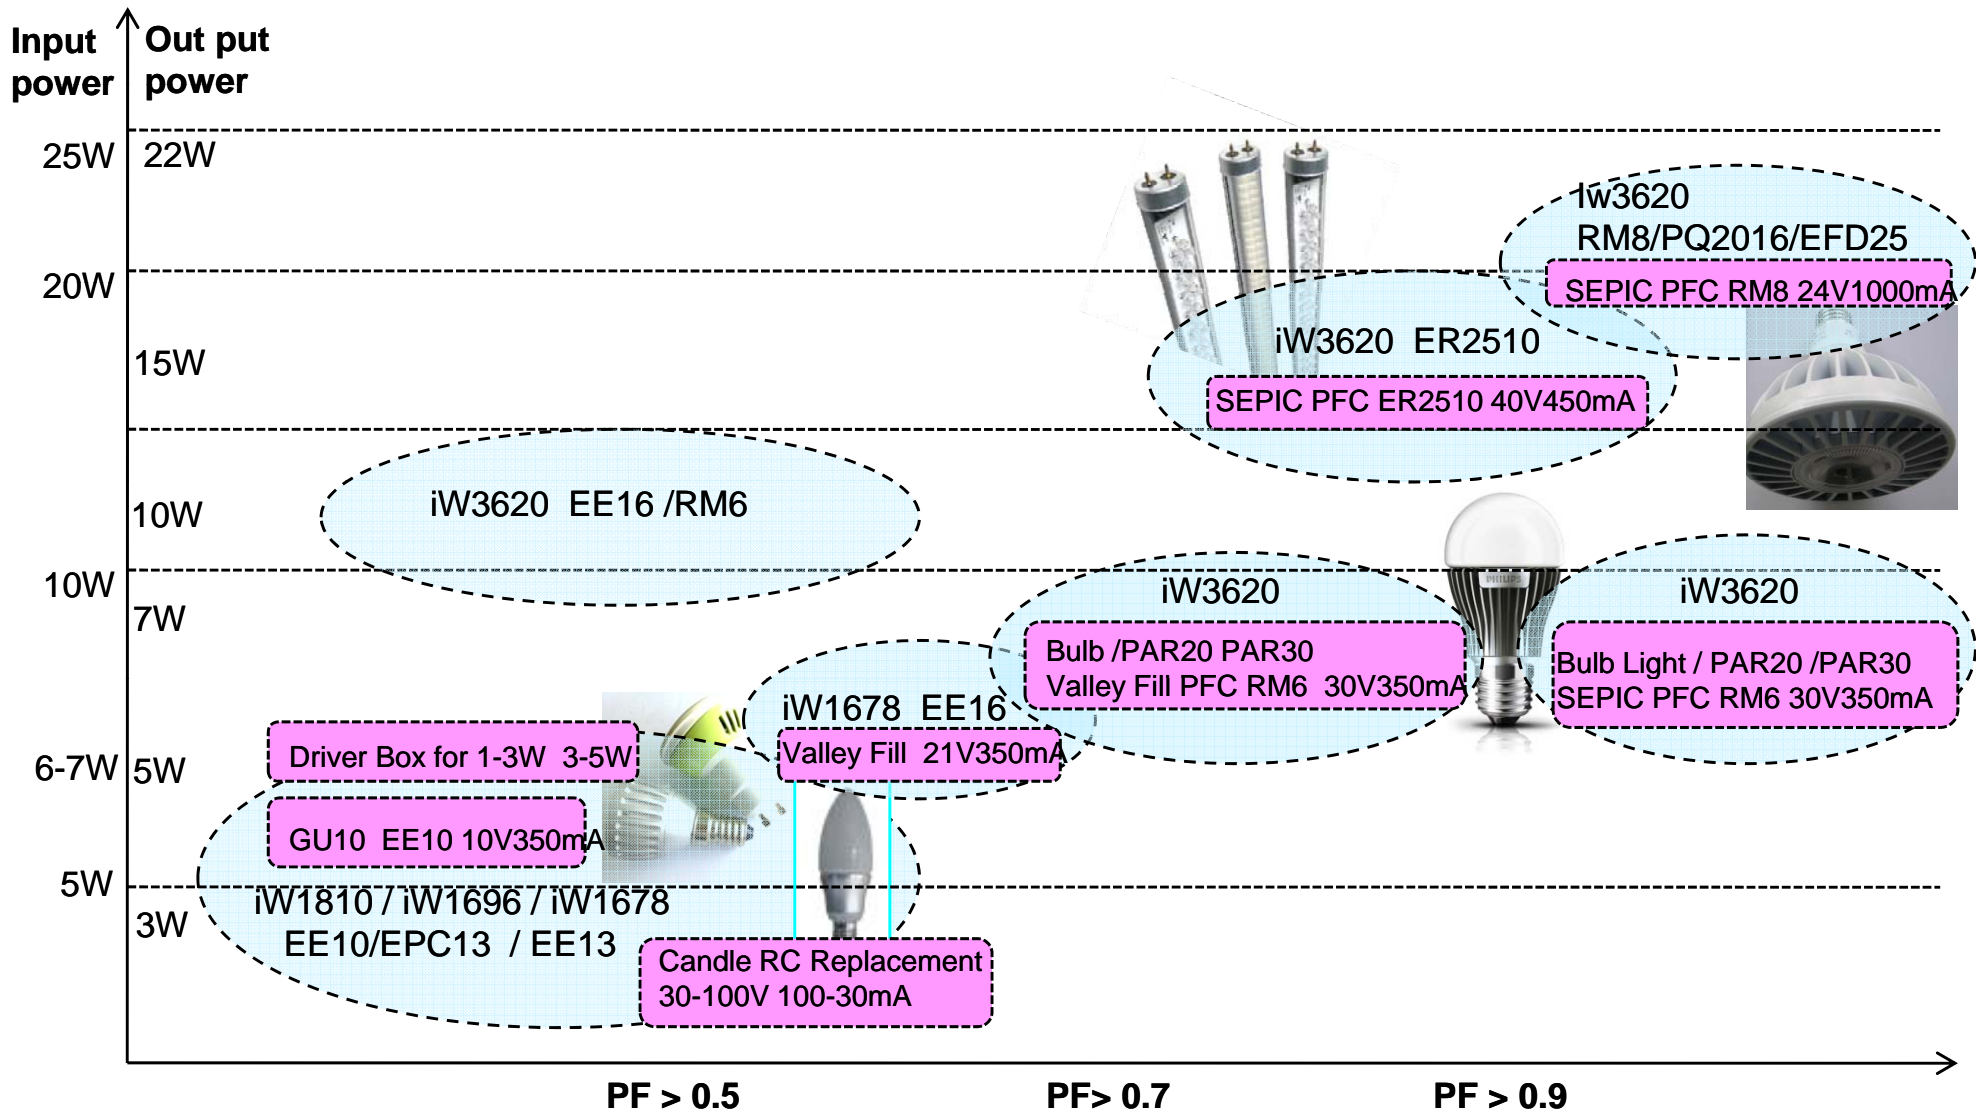 Input
power
Out put
power
25W
22W
Iw3620
RM8/PQ2016/EFD25
20W
SEPIC PFC RM8 24V1000mA
15W
iW3620 ER2510
SEPIC PFC ER2510 40V450mA
10W
iW3620 EE16 /RM6
10W
7W
iW3620
PHILIPS
iW3620
Bulb /PAR20 PAR30
Valley Fill PFC RM6 30V350mA
Bulb Light / PAR20 /PAR30
SEPIC PFC RM6 30V350mA
iW1678 EE16
Valley Fill 21V350mA
6-7W
5W
Driver Box for 1-3W 3-5W
GU10 EE10 10V350mA
5W
3W
iW1810 / iW1696 / iW1678
EE10/EPC13 / EE13
Candle RC Replacement
30-100V 100-30mA
PF > 0.5
PF> 0.7
PF > 0.9